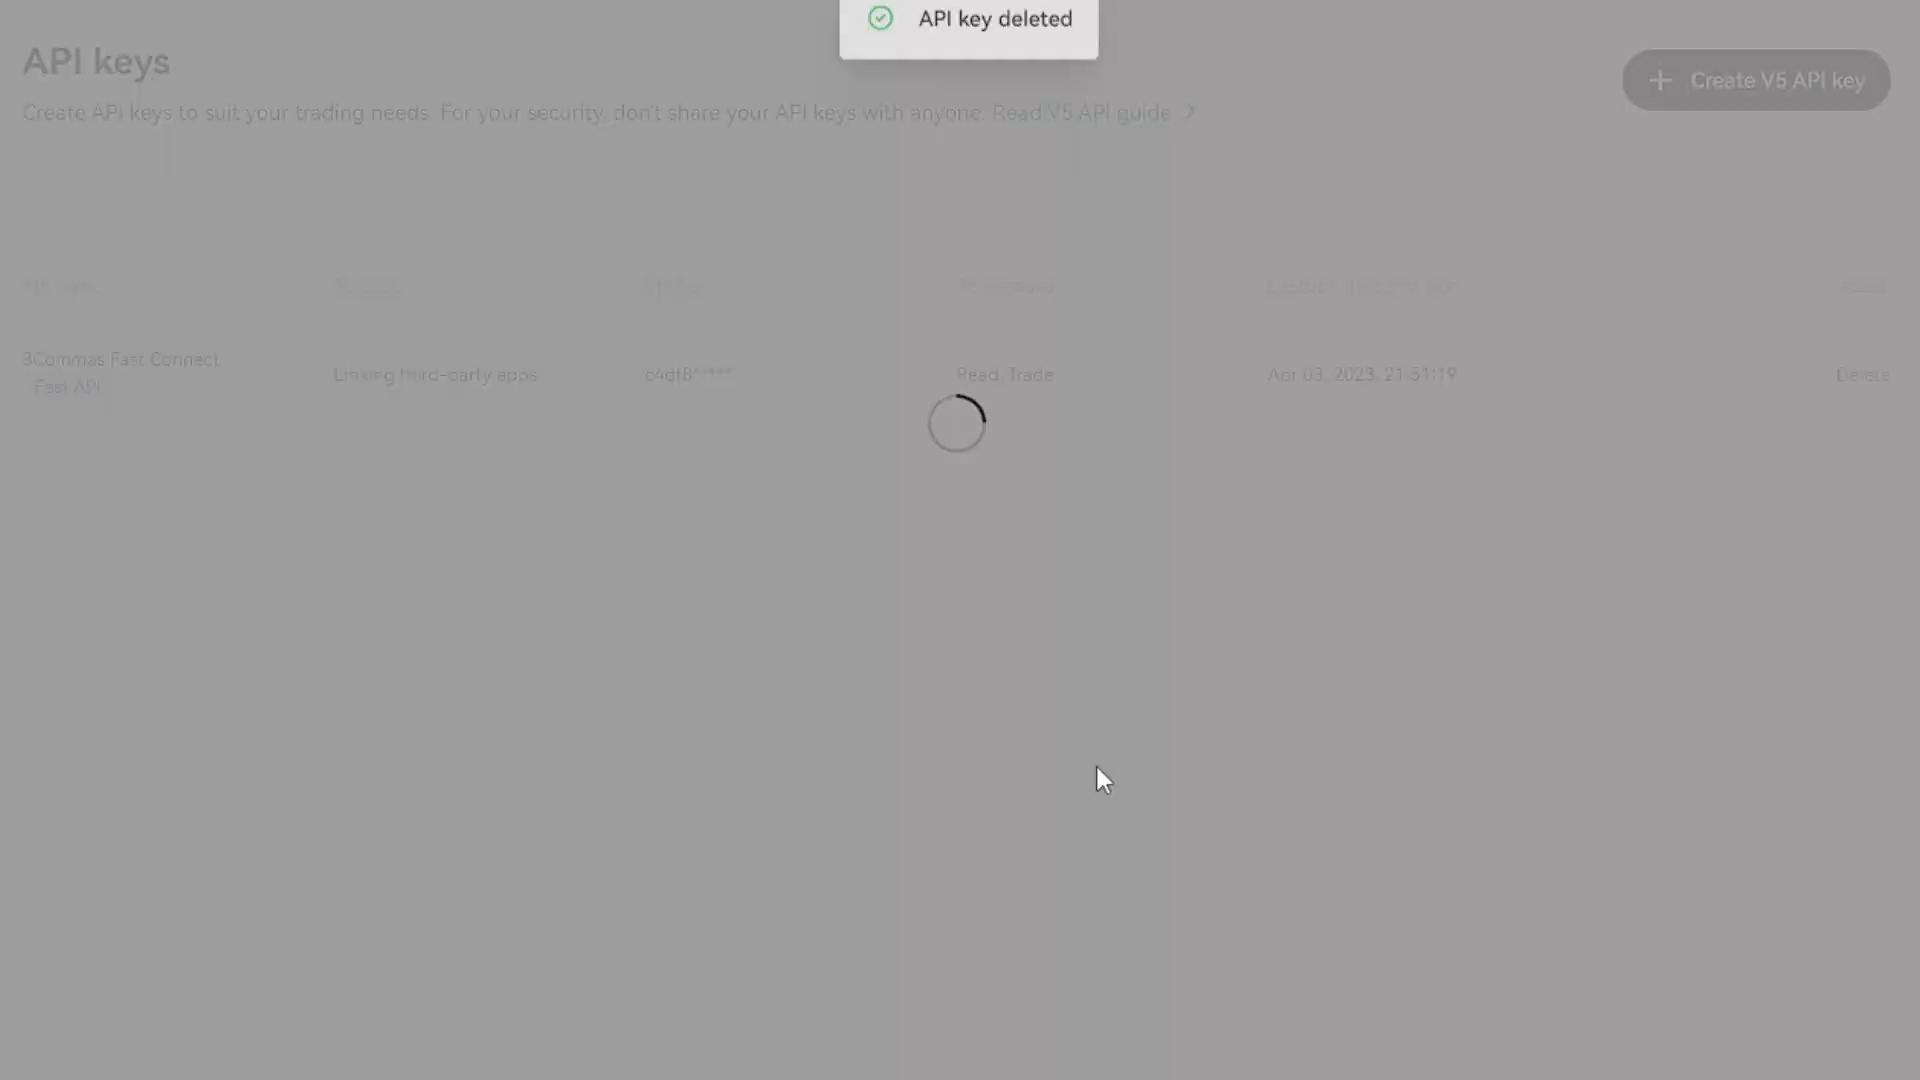 API key deleted
API keys
+ Create V5 API key
Create API keys to suit your trading needs. For your security, don't share your API keys with anyone. Read V5 API guide >
3Commas Fast Connect
Fast API
Linking third-party apps
c4df8*****
Read, Trade
Apr 03, 2023, 21:51:19
Delete